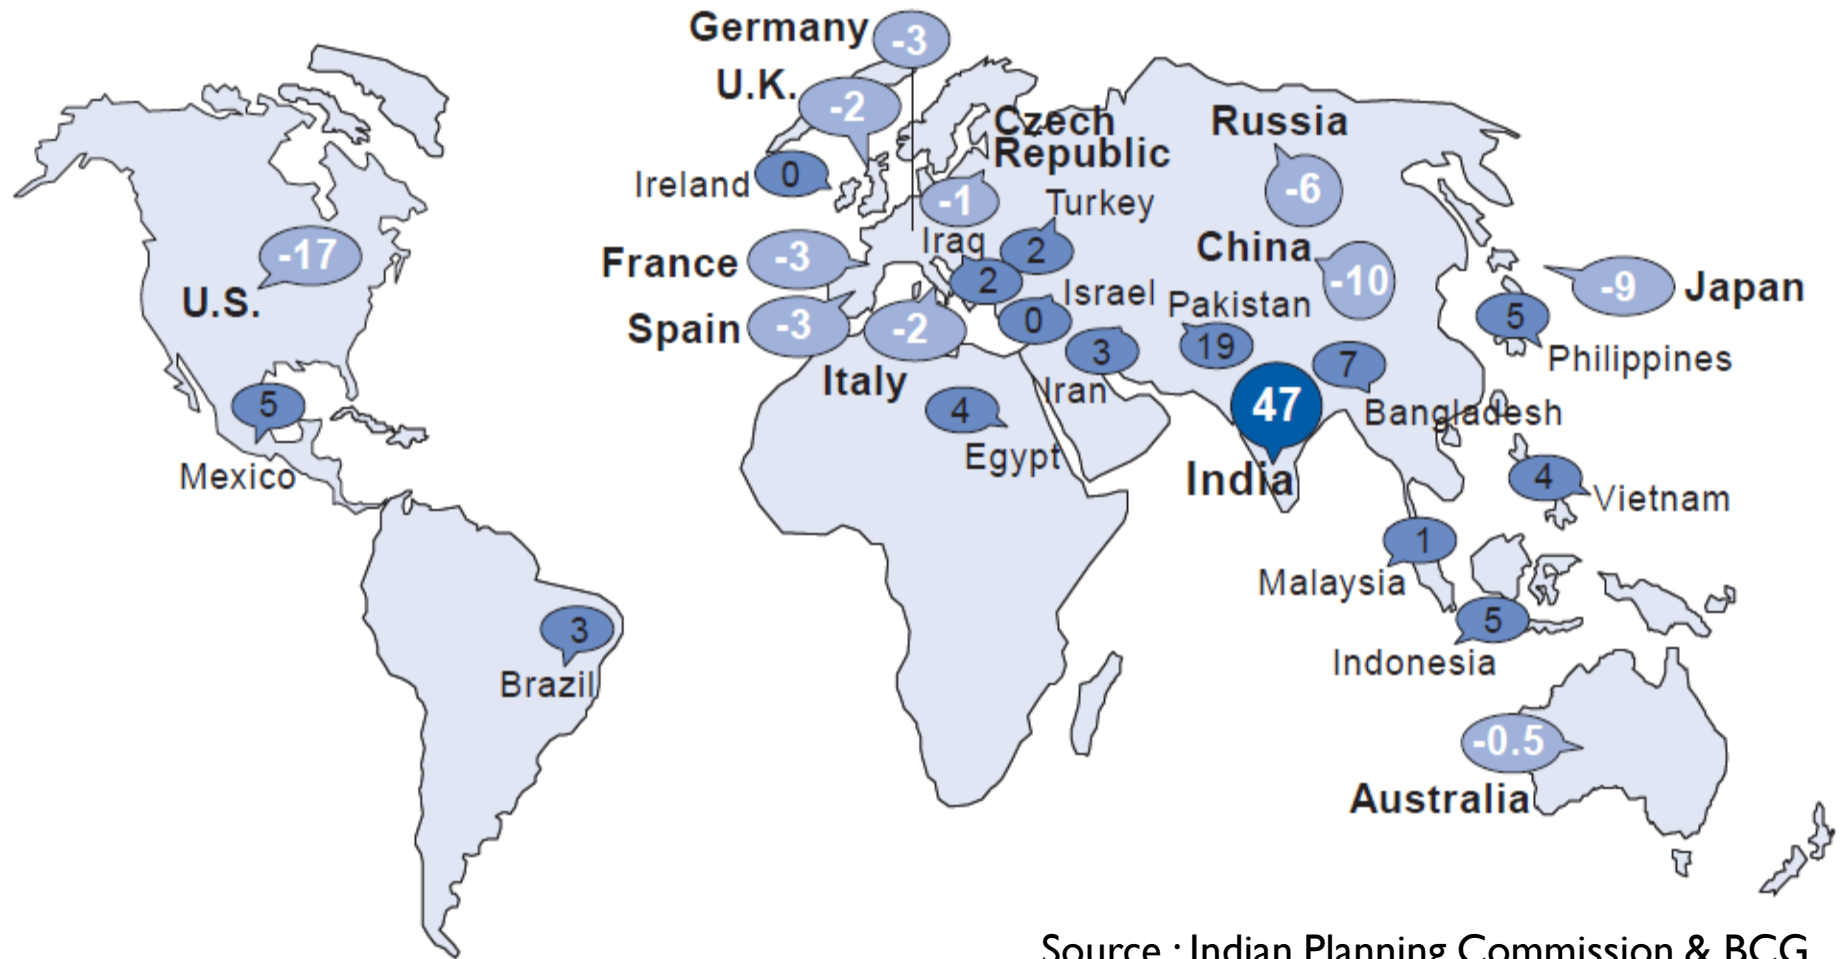 Germany
-3
U.K.
-2
Czech
Republic
-1
Russia
-6
Ireland
0
Turkey
2
Iraq
2
France
-3
China
-10
U.S.
-17
Japan
-9
Spain
-3
Italy
-2
Israel
0
Pakistan
19
Philippines
5
Iran
3
Bangladesh
7
Mexico
5
Egypt
4
India
47
Vietnam
4
Malaysia
1
Brazil
3
Indonesia
5
Australia
-0.5
Source : Indian Planning Commission & BCG